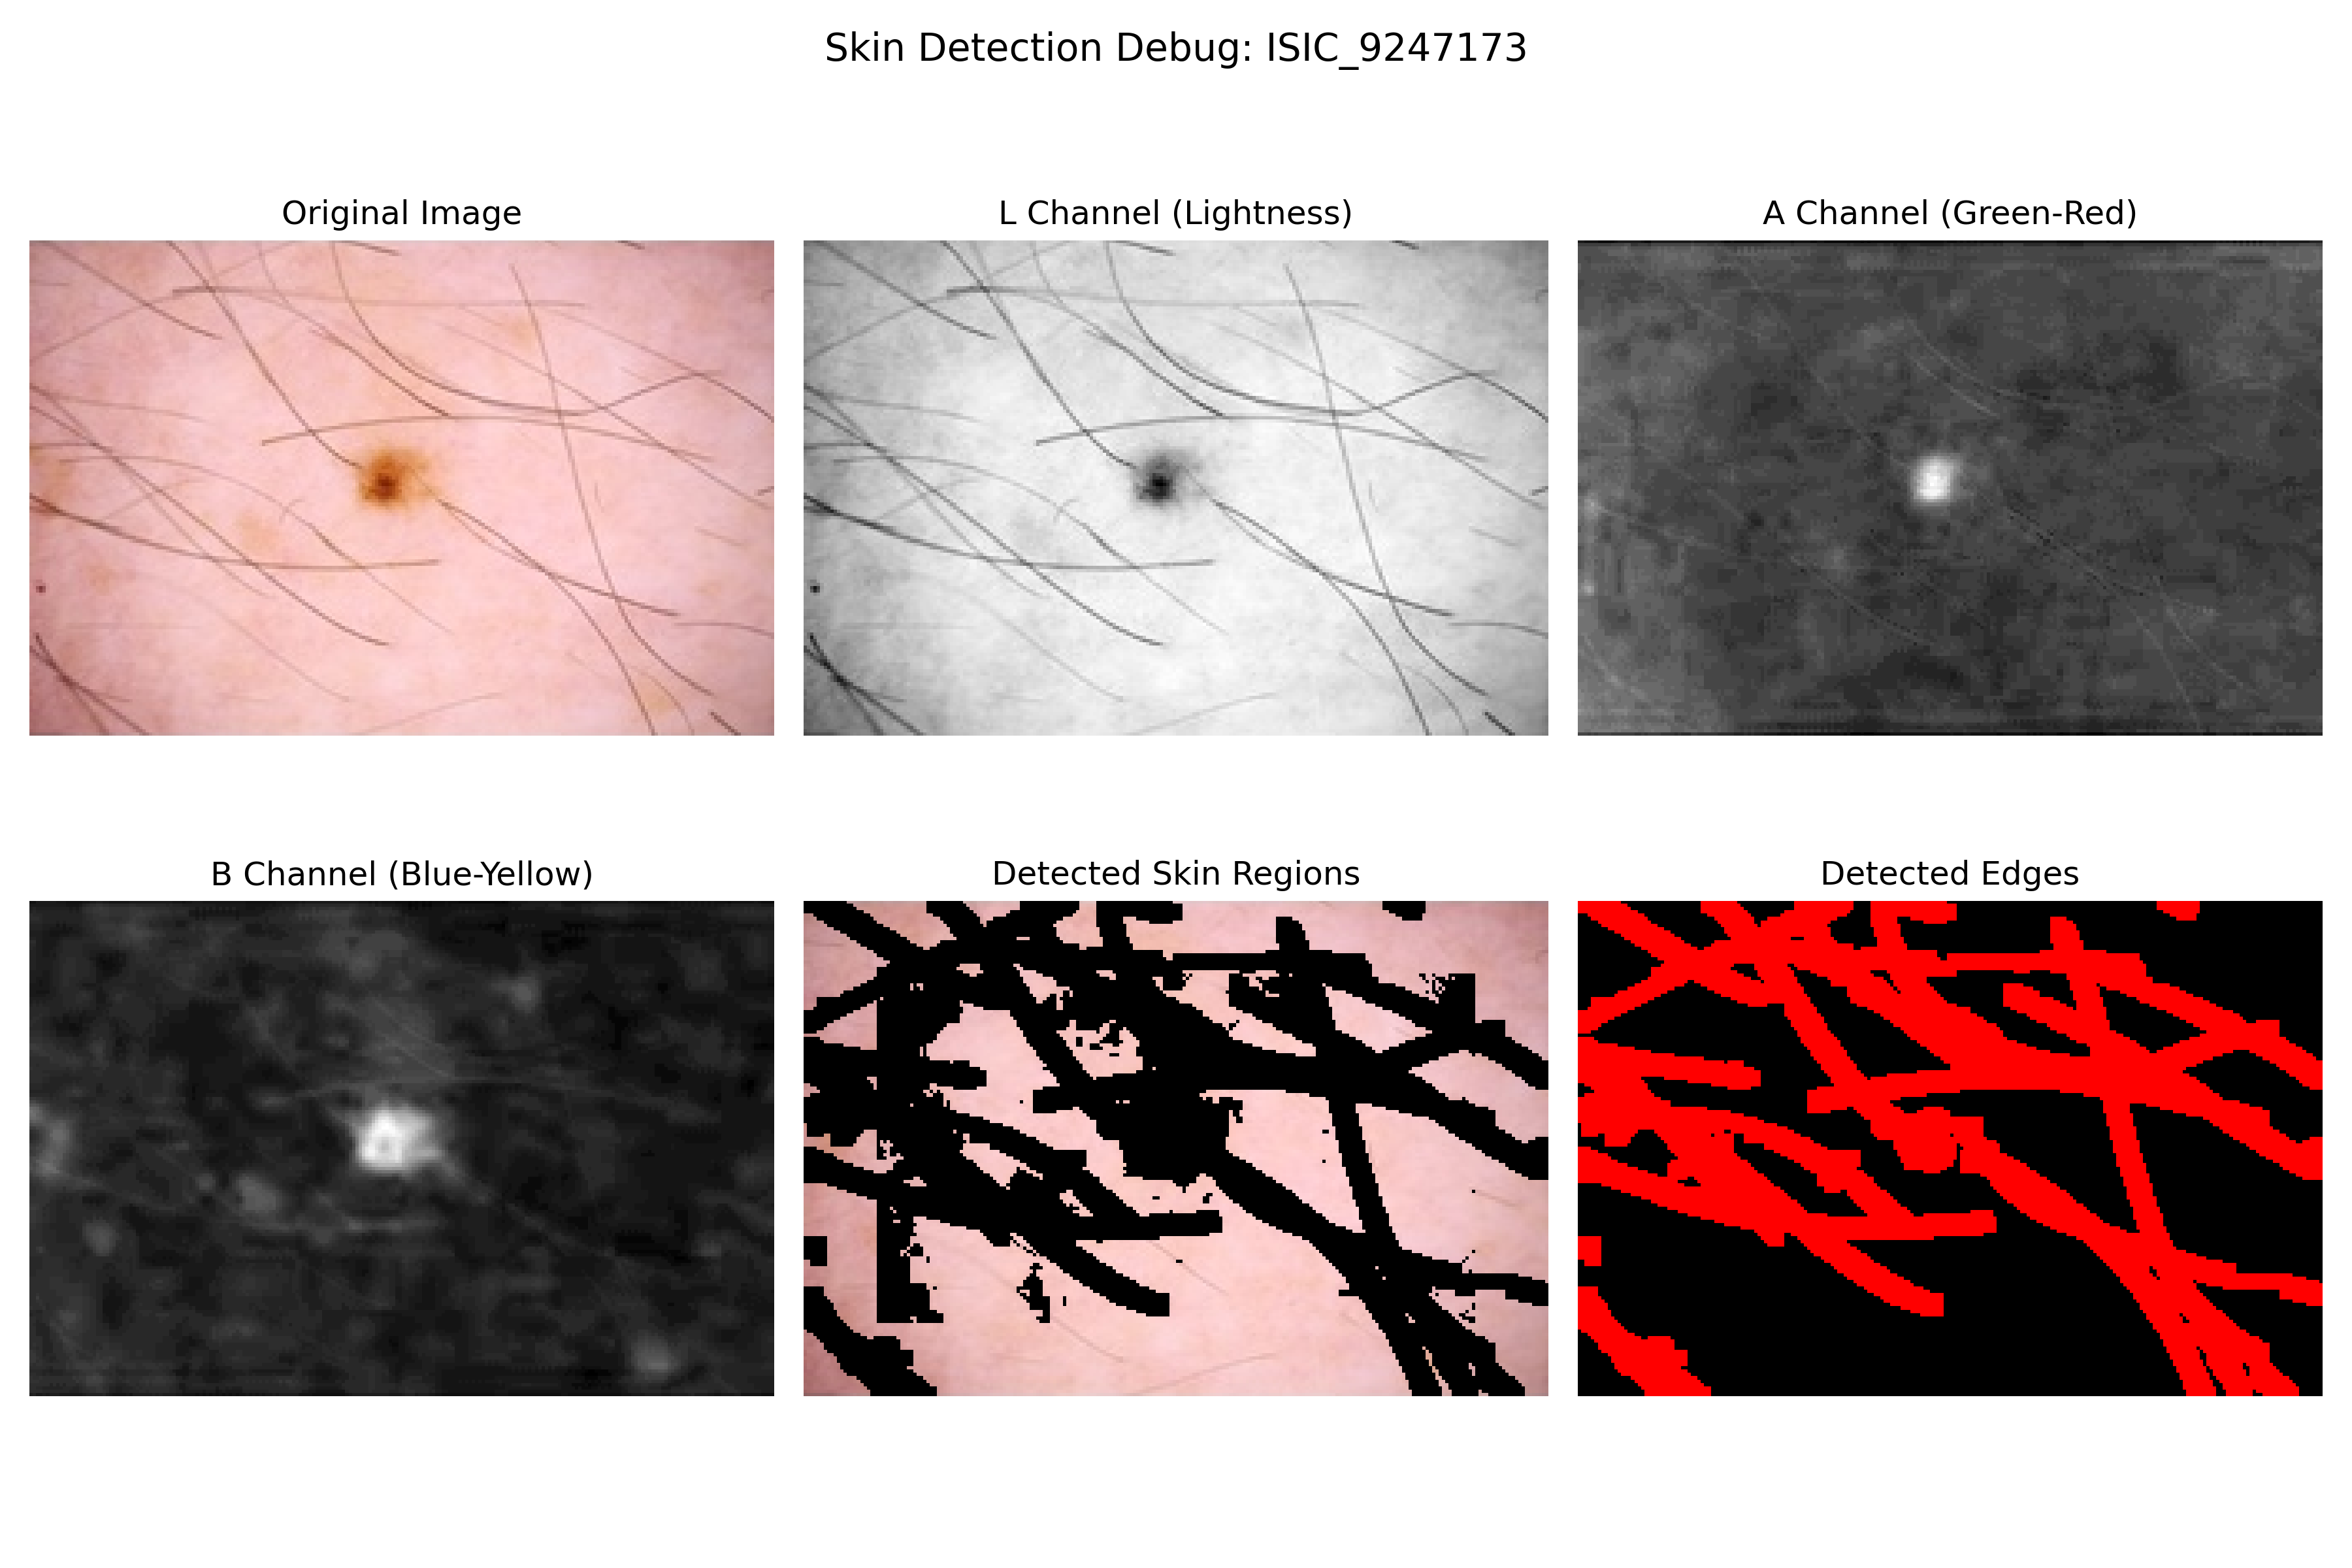 Skin Detection Debug: ISIC_9247173
Original Image
L Channel (Lightness)
A Channel (Green-Red)
B Channel (Blue-Yellow)
Detected Skin Regions
Detected Edges